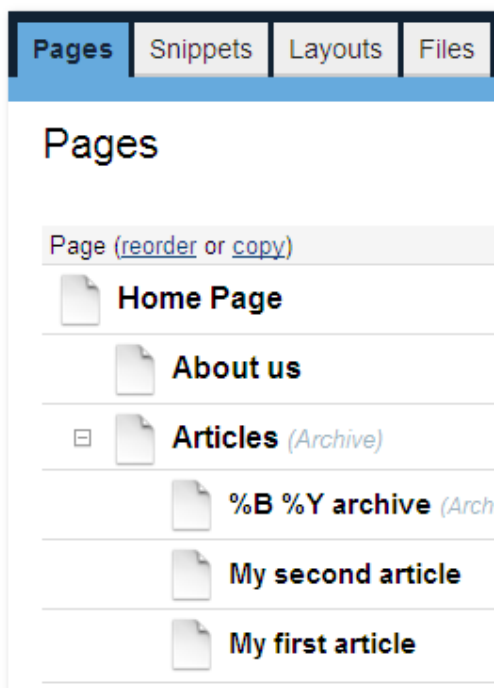 Pages Snippets Layouts Files
Pages
Page (reorder or copy)
Home Page
About us
Articles (Archive)
%B %Y archive (Arch
My second article
My first article